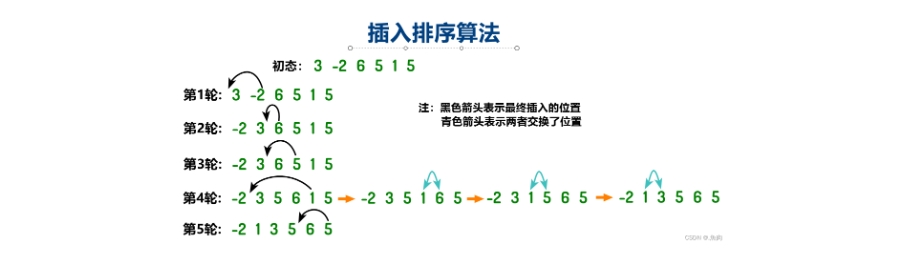 插入排序算法
初态： 3 -2 6 5 1 5
第1轮: 3 -2 6 5 1 5
注：黑色箭头表示最终插入的位置
青色箭头表示两者交换了位置
第2轮: -2 3 6 5 1 5
第3轮: -2 3 6 5 1 5
第4轮: -2 3 5 6 1 5 -2 3 5 1 6 5 -2 3 1 5 6 5 -2 1 3 5 6 5
第5轮: -2 1 3 5 6 5
CSDN @